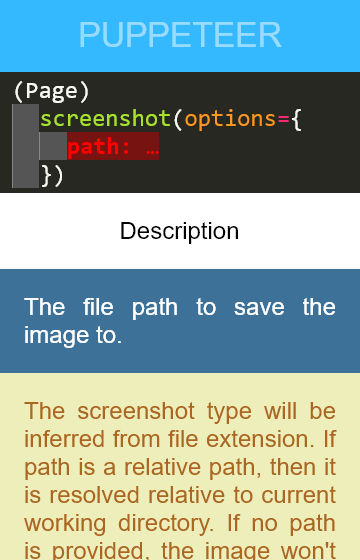 PUPPETEER
(Page)
screenshot(options={
path: …
})
Description
The file path to save the
image to.
The screenshot type will be
inferred from file extension. If
path is a relative path, then it
is resolved relative to current
working directory. If no path
is provided, the image won't